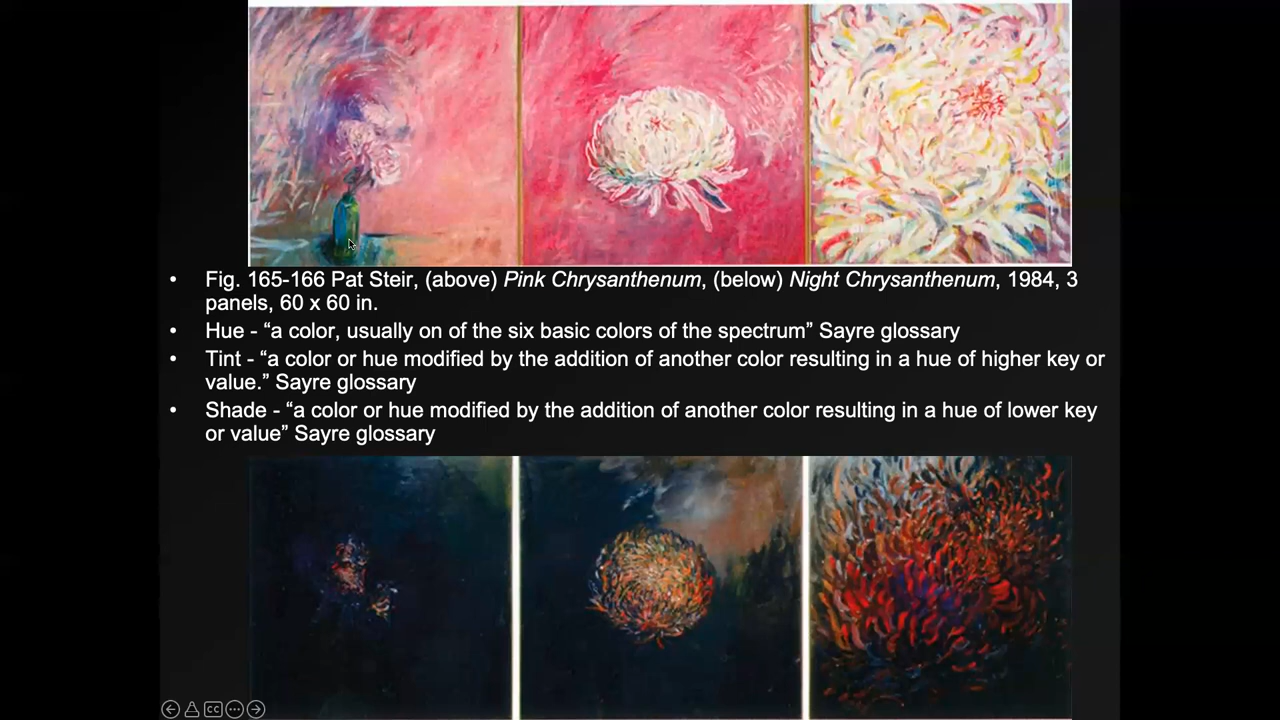 • Fig. 165-166 Pat Steir, (above) Pink Chrysanthenum, (below) Night Chrysanthenum, 1984, 3
panels, 60 x 60 in.
• Hue - “a color, usually on of the six basic colors of the spectrum” Sayre glossary
• Tint - “a color or hue modified by the addition of another color resulting in a hue of higher key or
value.” Sayre glossary
• Shade - “a color or hue modified by the addition of another color resulting in a hue of lower key
or value” Sayre glossary
CC